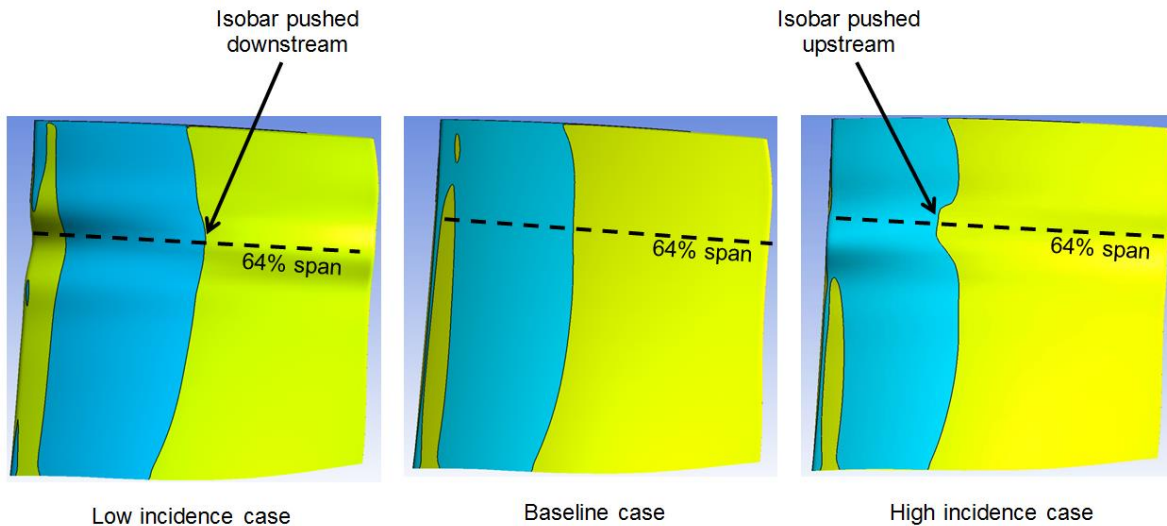 Isobar pushed
downstream
Isobar pushed
upstream
64% span
64% span
64% span
Low incidence case
Baseline case
High incidence case